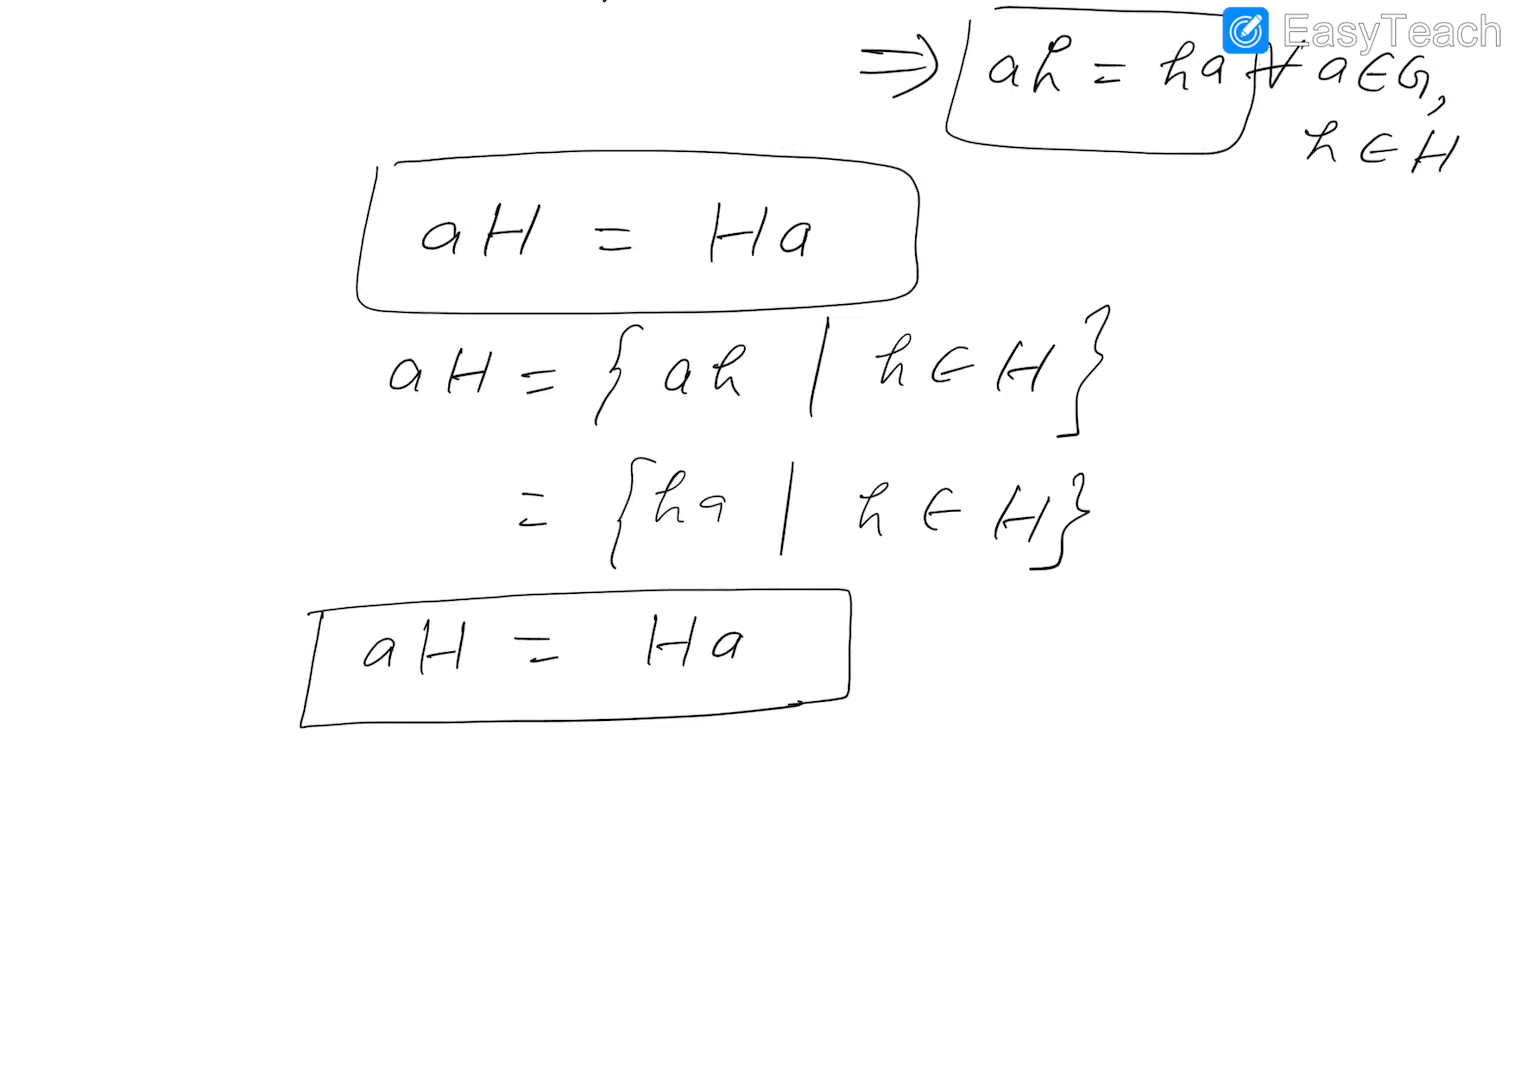 EasyTeach
⇒ ah = ha ∀ a∈G,
h∈H
aH = Ha
aH = { ah | h∈H }
= { ha | h∈H }
aH = Ha